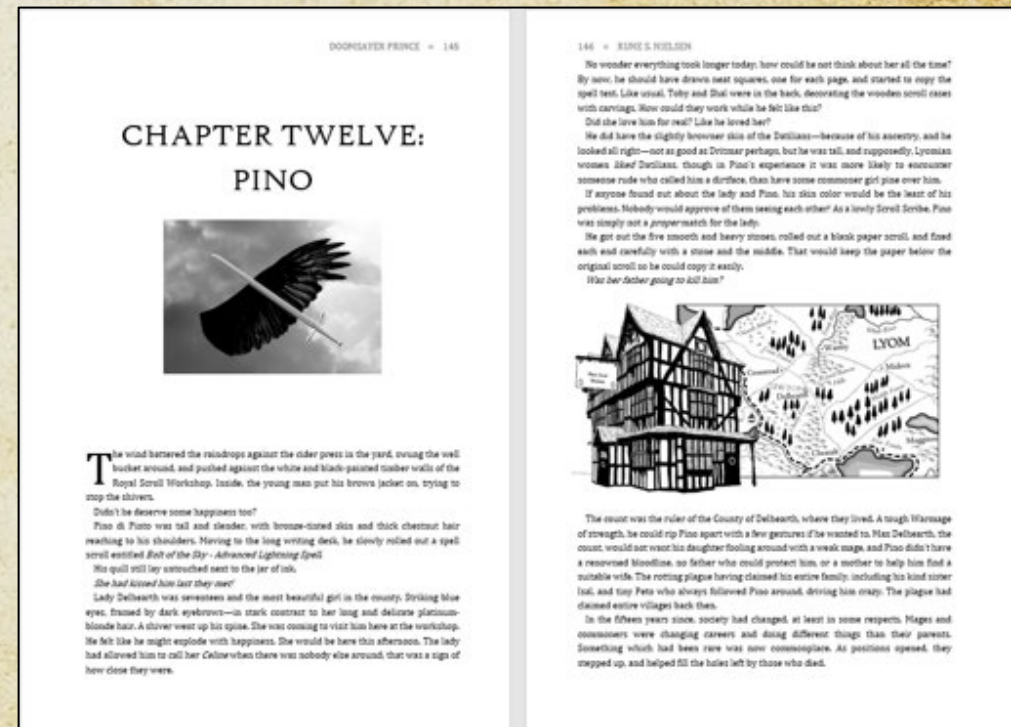 DOOMSAYER PRINCE • 145
CHAPTER TWELVE:
PINO
The wind battered the raindrops against the cider press in the yard, swung the well
bucket around, and pushed against the white and black-painted timber walls of the
Royal Scroll Workshop. Inside, the young man put his brown jacket on, trying to
stop the shivers.
Didn't he deserve some happiness too?
Pino di Pinto was tall and slender, with bronze-tinted skin and thick chestnut hair
reaching to his shoulders. Moving to the long writing desk, he slowly rolled out a spell
scroll entitled Bolt of the Sky - Advanced Lightning Spell.
His quill still lay untouched next to the jar of ink.
She had kissed him last they met!
Lady Delhearth was seventeen and the most beautiful girl in the county. Striking blue
eyes, framed by dark eyebrows—in stark contrast to her long and delicate platinum-
blonde hair. A shiver went up his spine. She was coming to visit him here at the workshop.
He felt like he might explode with happiness. She would be here this afternoon. The lady
had allowed him to call her Celine when there was nobody else around, that was a sign of
how close they were.
146 • RUNE S. NIELSEN
No wonder everything took longer today, how could he not think about her all the time?
By now, he should have drawn neat squares, one for each page, and started to copy the
spell text. Like usual, Toby and Shal were in the back, decorating the wooden scroll cases
with carvings. How could they work while he felt like this?
Did she love him for real? Like he loved her?
He did have the slightly browner skin of the Datilians—because of his ancestry, and he
looked all right—not as good as Dritmar perhaps, but he was tall, and supposedly, Lyomian
women liked Datilians, though in Pino's experience it was more likely to encounter
someone rude who called him a dirtface, than have some commoner girl pine over him.
If anyone found out about the lady and Pino, his skin color would be the least of his
problems. Nobody would approve of them seeing each other! As a lowly Scroll Scribe, Pino
was simply not a proper match for the lady.
He got out the five smooth and heavy stones, rolled out a blank paper scroll, and fixed
each end carefully with a stone and the middle. That would keep the paper below the
original scroll so he could copy it easily.
Was her father going to kill him?
LYOM
The count was the ruler of the County of Delhearth, where they lived. A tough Warmage
of strength, he could rip Pino apart with a few gestures if he wanted to. Max Delhearth, the
count, would not want his daughter fooling around with a weak mage, and Pino didn't have
a renowned bloodline, no father who could protect him, or a mother to help him find a
suitable wife. The rotting plague having claimed his entire family, including his kind sister
Isal, and tiny Peto who always followed Pino around, driving him crazy. The plague had
claimed entire villages back then.
In the fifteen years since, society had changed, at least in some respects. Mages and
commoners were changing careers and doing different things than their parents.
Something which had been rare was now commonplace. As positions opened, they
stepped up, and helped fill the holes left by those who died.